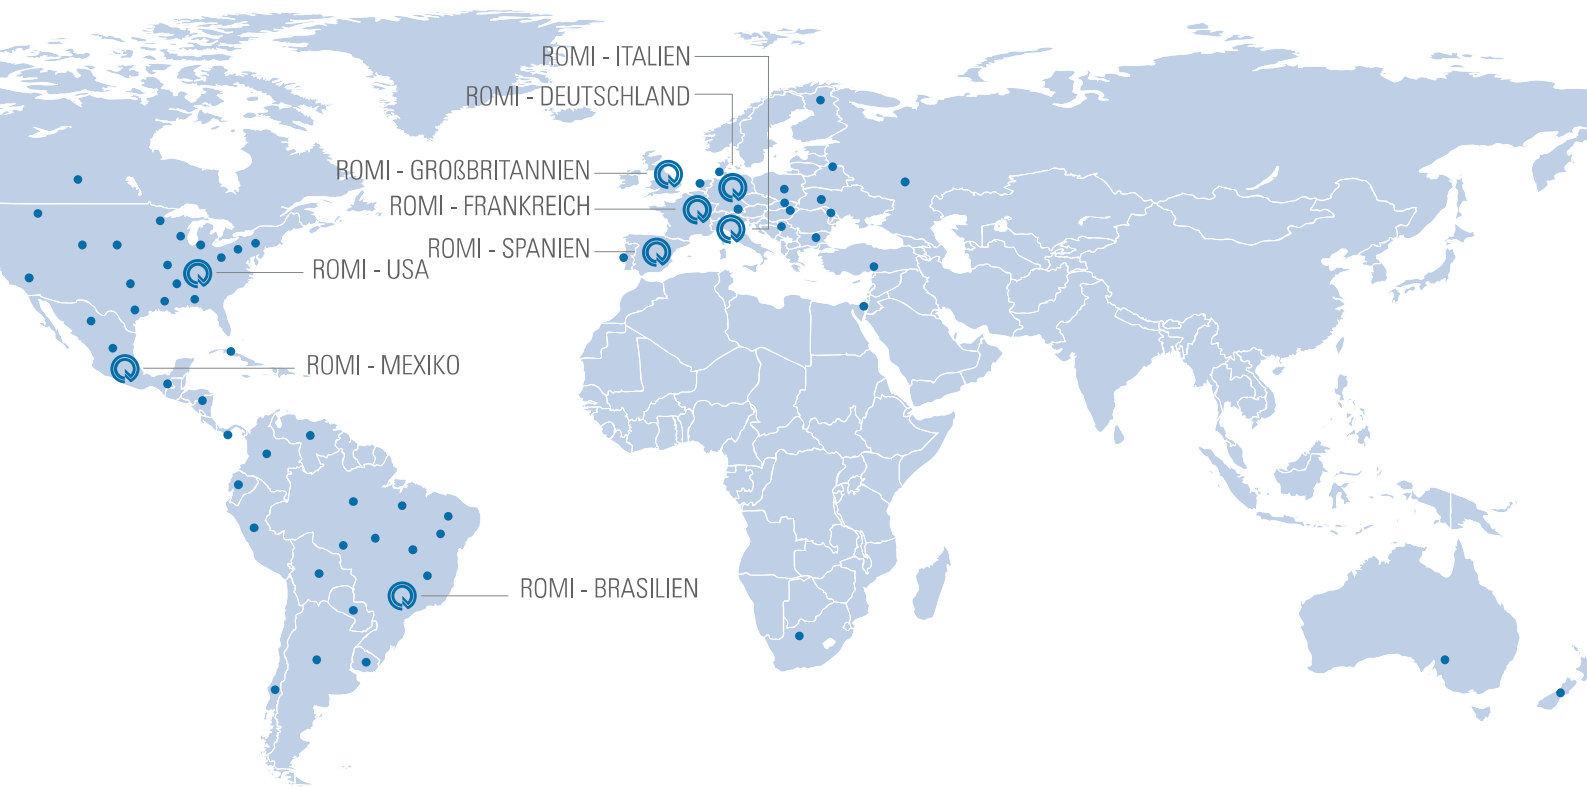 ROMI - ITALIEN
ROMI - DEUTSCHLAND
ROMI - GROßBRITANNIEN
ROMI - FRANKREICH
ROMI - SPANIEN
ROMI - USA
ROMI - MEXIKO
ROMI - BRASILIEN